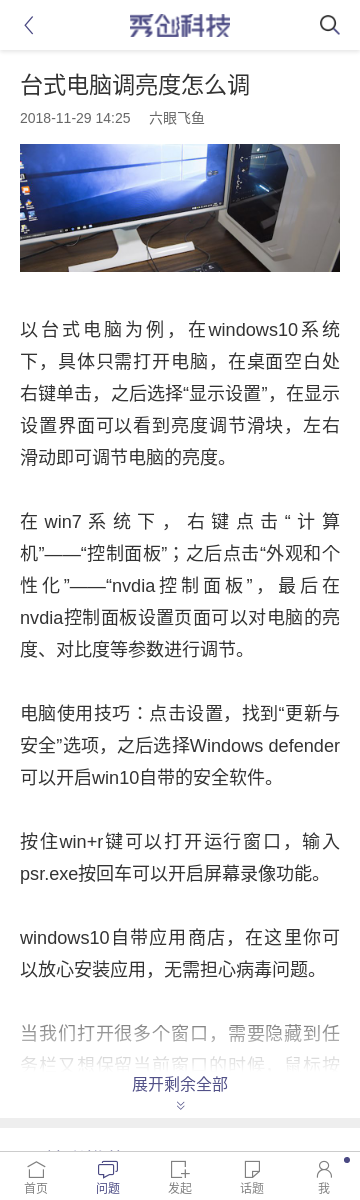 秀创科技
台式电脑调亮度怎么调
2018-11-29 14:25 六眼飞鱼
以台式电脑为例，在windows10系统
下，具体只需打开电脑，在桌面空白处
右键单击，之后选择“显示设置”，在显示
设置界面可以看到亮度调节滑块，左右
滑动即可调节电脑的亮度。
在win7系统下，右键点击“计算
机”——“控制面板”；之后点击“外观和个
性化”——“nvdia控制面板”，最后在
nvdia控制面板设置页面可以对电脑的亮
度、对比度等参数进行调节。
电脑使用技巧：点击设置，找到“更新与
安全”选项，之后选择Windows defender
可以开启win10自带的安全软件。
按住win+r键可以打开运行窗口，输入
psr.exe按回车可以开启屏幕录像功能。
windows10自带应用商店，在这里你可
以放心安装应用，无需担心病毒问题。
当我们打开很多个窗口，需要隐藏到任
务栏又想保留当前窗口的时候，鼠标按
展开剩余全部
首页 问题 发起 话题 我